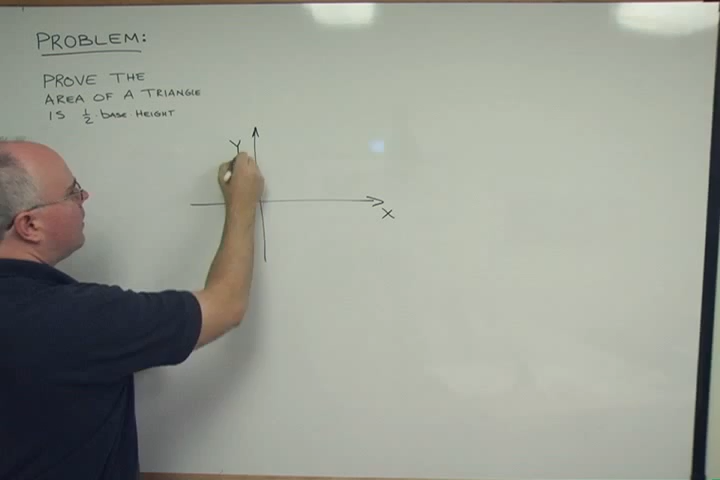 PROBLEM:
PROVE THE
AREA OF A TRIANGLE
IS 1/2 BASE HEIGHT
Y
X